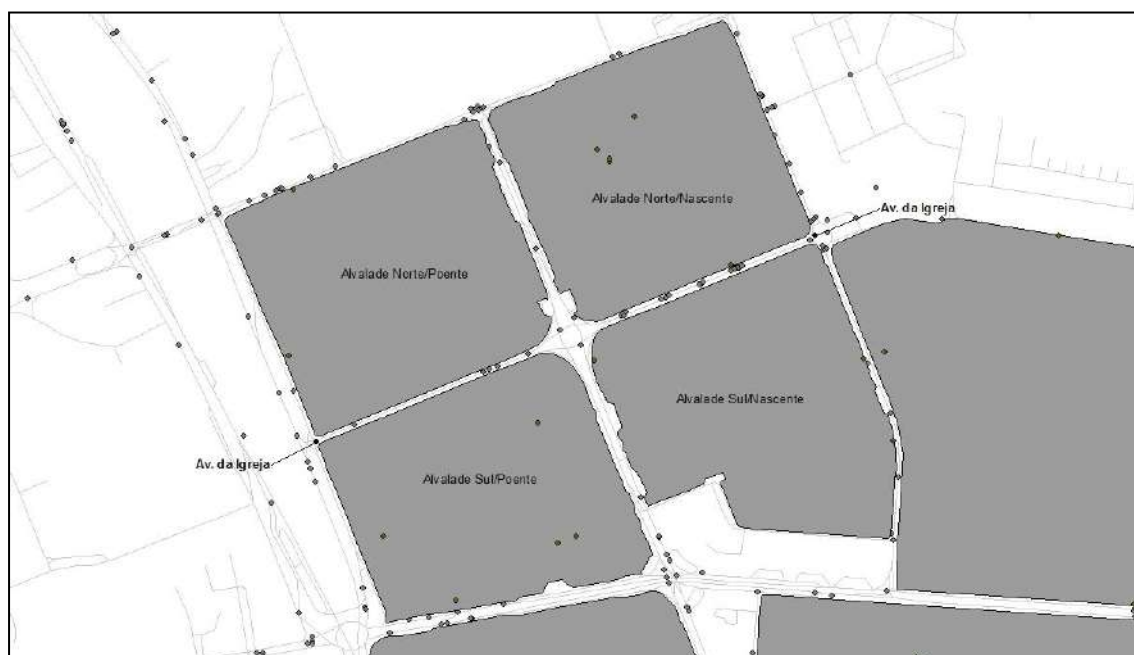 Alvalade Norte/Nascente
Av. da Igreja
Alvalade Norte/Poente
Alvalade Sul/Nascente
Av. da Igreja
Alvalade Sul/Poente